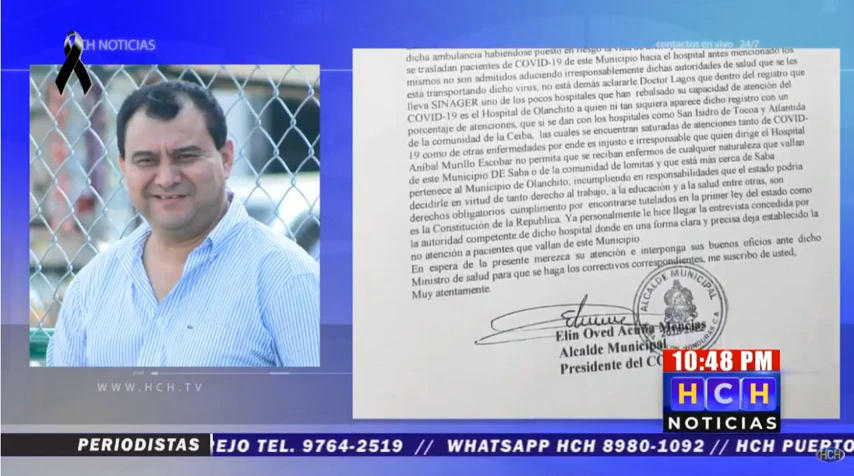 HCH NOTICIAS
contactos en vivo 24/7
dicha ambulancia habiéndose puesto en riesgo la vida de
se trasladan pacientes de COVID-19 de este Municipio hacia el hospital antes mencionado los
mismos no son admitidos aduciendo irresponsablemente dichas autoridades de salud que se les
está transportando dicho virus, no está demás aclararle Doctor Lagos que dentro del registro que
lleva SINAGER uno de los pocos hospitales que han rebalsado su capacidad de atención del
COVID-19 es el Hospital de Olanchito a quien ni tan siquiera aparece dicho registro con un
porcentaje de atenciones, que si se dan con los hospitales como San Isidro de Tocoa y Atlantida
de la comunidad de la Ceiba, las cuales se encuentran saturadas de atenciones tanto de COVID-
19 como de otras enfermedades por ende es injusto e irresponsable que quien dirige el Hospital
Anibal Murillo Escobar no permita que se reciban enfermos de cualquier naturaleza que vallan
de este Municipio DE Saba o de la comunidad de lomitas y que está más cerca de Saba
pertenece al Municipio de Olanchito, incumpliendo en responsabilidades que el estado podria
decidirle en virtud de tanto derecho al trabajo, a la educación y a la salud entre otras, son
derechos obligatorios cumplimiento por encontrarse tutelados en la primer ley del estado como
es la Constitución de la Republica. Ya personalmente le hice llegar la entrevista concedida por
la autoridad competente de dicho hospital donde en una forma clara y precisa deja establecido la
no atención a pacientes que vallan de este Municipio.
En espera de la presente merezca su atención e interponga sus buenos oficios ante dicho
Ministro de salud para que se haga los correctivos correspondientes, me suscribo de usted,
Muy atentamente.
ALCALDE MUNICIPAL
HONDURAS C.A.
Elin Oved Acuña Mencias
Alcalde Municipal
Presidente del CO
WWW.HCH.TV
10:48 PM
HCH
NOTICIAS
PERIODISTAS EJO TEL. 9764-2519 // WHATSAPP HCH 8980-1092 // HCH PUERTO
HCH